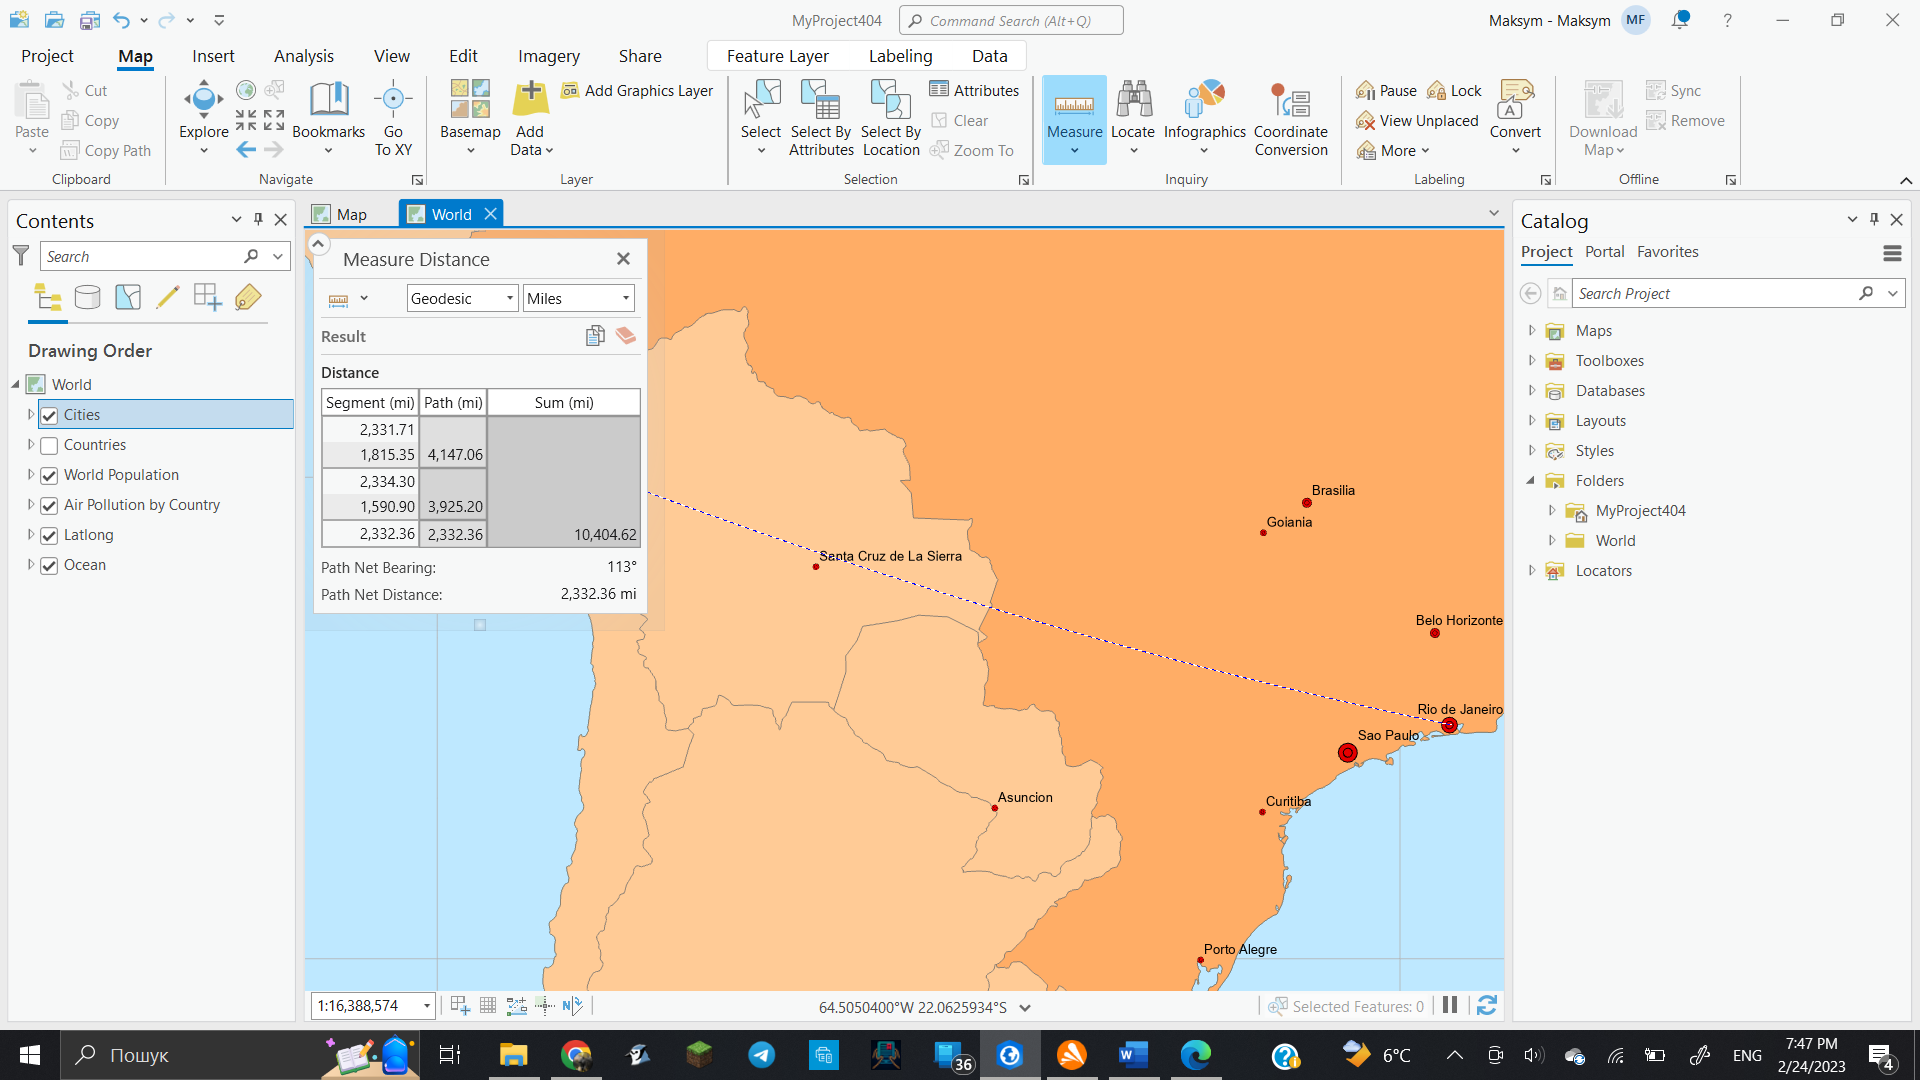 MyProject404
Command Search (Alt+Q)
Maksym - Maksym
MF
?
Project
Map
Insert
Analysis
View
Edit
Imagery
Share
Feature Layer
Labeling
Data
Paste
Cut
Copy
Copy Path
Clipboard
Explore
Bookmarks
Go
To XY
Navigate
Basemap
Add
Data
Add Graphics Layer
Layer
Select
Select By
Attributes
Select By
Location
Attributes
Clear
Zoom To
Selection
Measure
Locate
Infographics
Coordinate
Conversion
Inquiry
Pause
Lock
View Unplaced
More
Convert
Labeling
Download
Map
Sync
Remove
Offline
Contents
Search
Drawing Order
World
Cities
Countries
World Population
Air Pollution by Country
Latlong
Ocean
Map
World
Measure Distance
Geodesic
Miles
Result
Distance
Segment (mi) Path (mi) Sum (mi)
2,331.71
1,815.35 4,147.06
2,334.30
1,590.90 3,925.20
2,332.36 2,332.36 10,404.62
Path Net Bearing: 113°
Path Net Distance: 2,332.36 mi
Brasilia
Goiania
Santa Cruz de La Sierra
Belo Horizonte
Rio de Janeiro
Sao Paulo
Asuncion
Curitiba
Porto Alegre
1:16,388,574
64.5050400°W 22.0625934°S
Selected Features: 0
Catalog
Project
Portal
Favorites
Search Project
Maps
Toolboxes
Databases
Layouts
Styles
Folders
MyProject404
World
Locators
Пошук
36
W
6°C
ENG
7:47 PM
2/24/2023
4